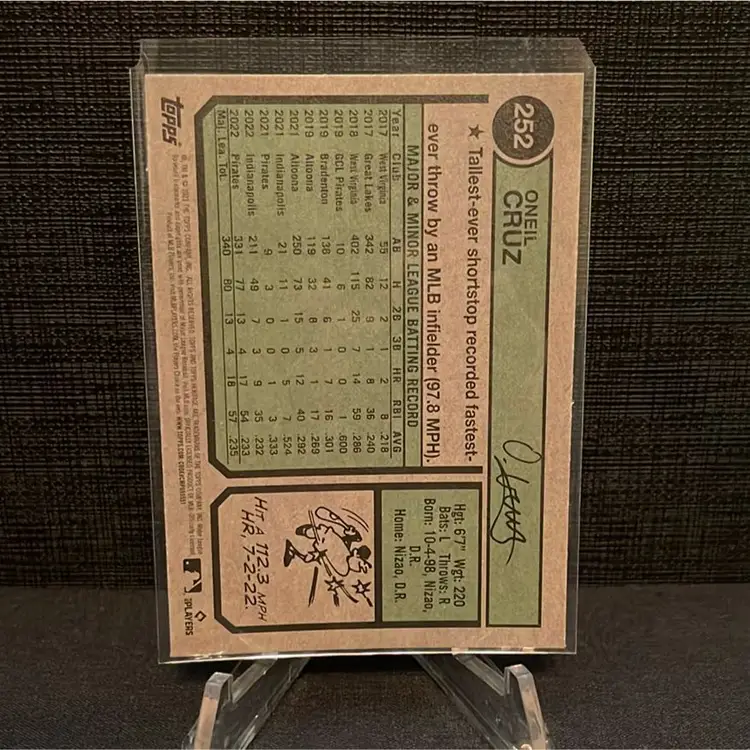 252
ONEIL
CRUZ
O. Cruz
★ Tallest-ever shortstop recorded fastest-
ever throw by an MLB infielder (97.8 MPH).
MAJOR & MINOR LEAGUE BATTING RECORD
Year Club AB H 2B 3B HR RBI AVG
2017 West Virginia 55 12 2 1 2 8 .218
2017 Great Lakes 342 82 9 1 8 36 .240
2018 West Virginia 402 115 25 7 14 59 .286
2019 GCL Pirates 10 6 1 0 0 1 .600
2019 Bradenton 136 41 6 1 7 16 .301
2019 Altoona 119 32 8 3 1 17 .269
2021 Altoona 250 73 15 5 12 40 .292
2021 Indianapolis 21 11 1 0 5 7 .524
2021 Pirates 9 3 0 0 1 3 .333
2022 Indianapolis 211 49 7 3 9 35 .232
2022 Pirates 331 77 13 4 17 54 .233
Maj. Lea. Tot. 340 80 13 4 18 57 .235
Hgt: 6'7" Wgt: 220
Bats: L Throws: R
Born: 10-4-98, Nizao,
D.R.
Home: Nizao, D.R.
HIT A 112.3 MPH
HR, 7-2-22.
topps
PLAYERS